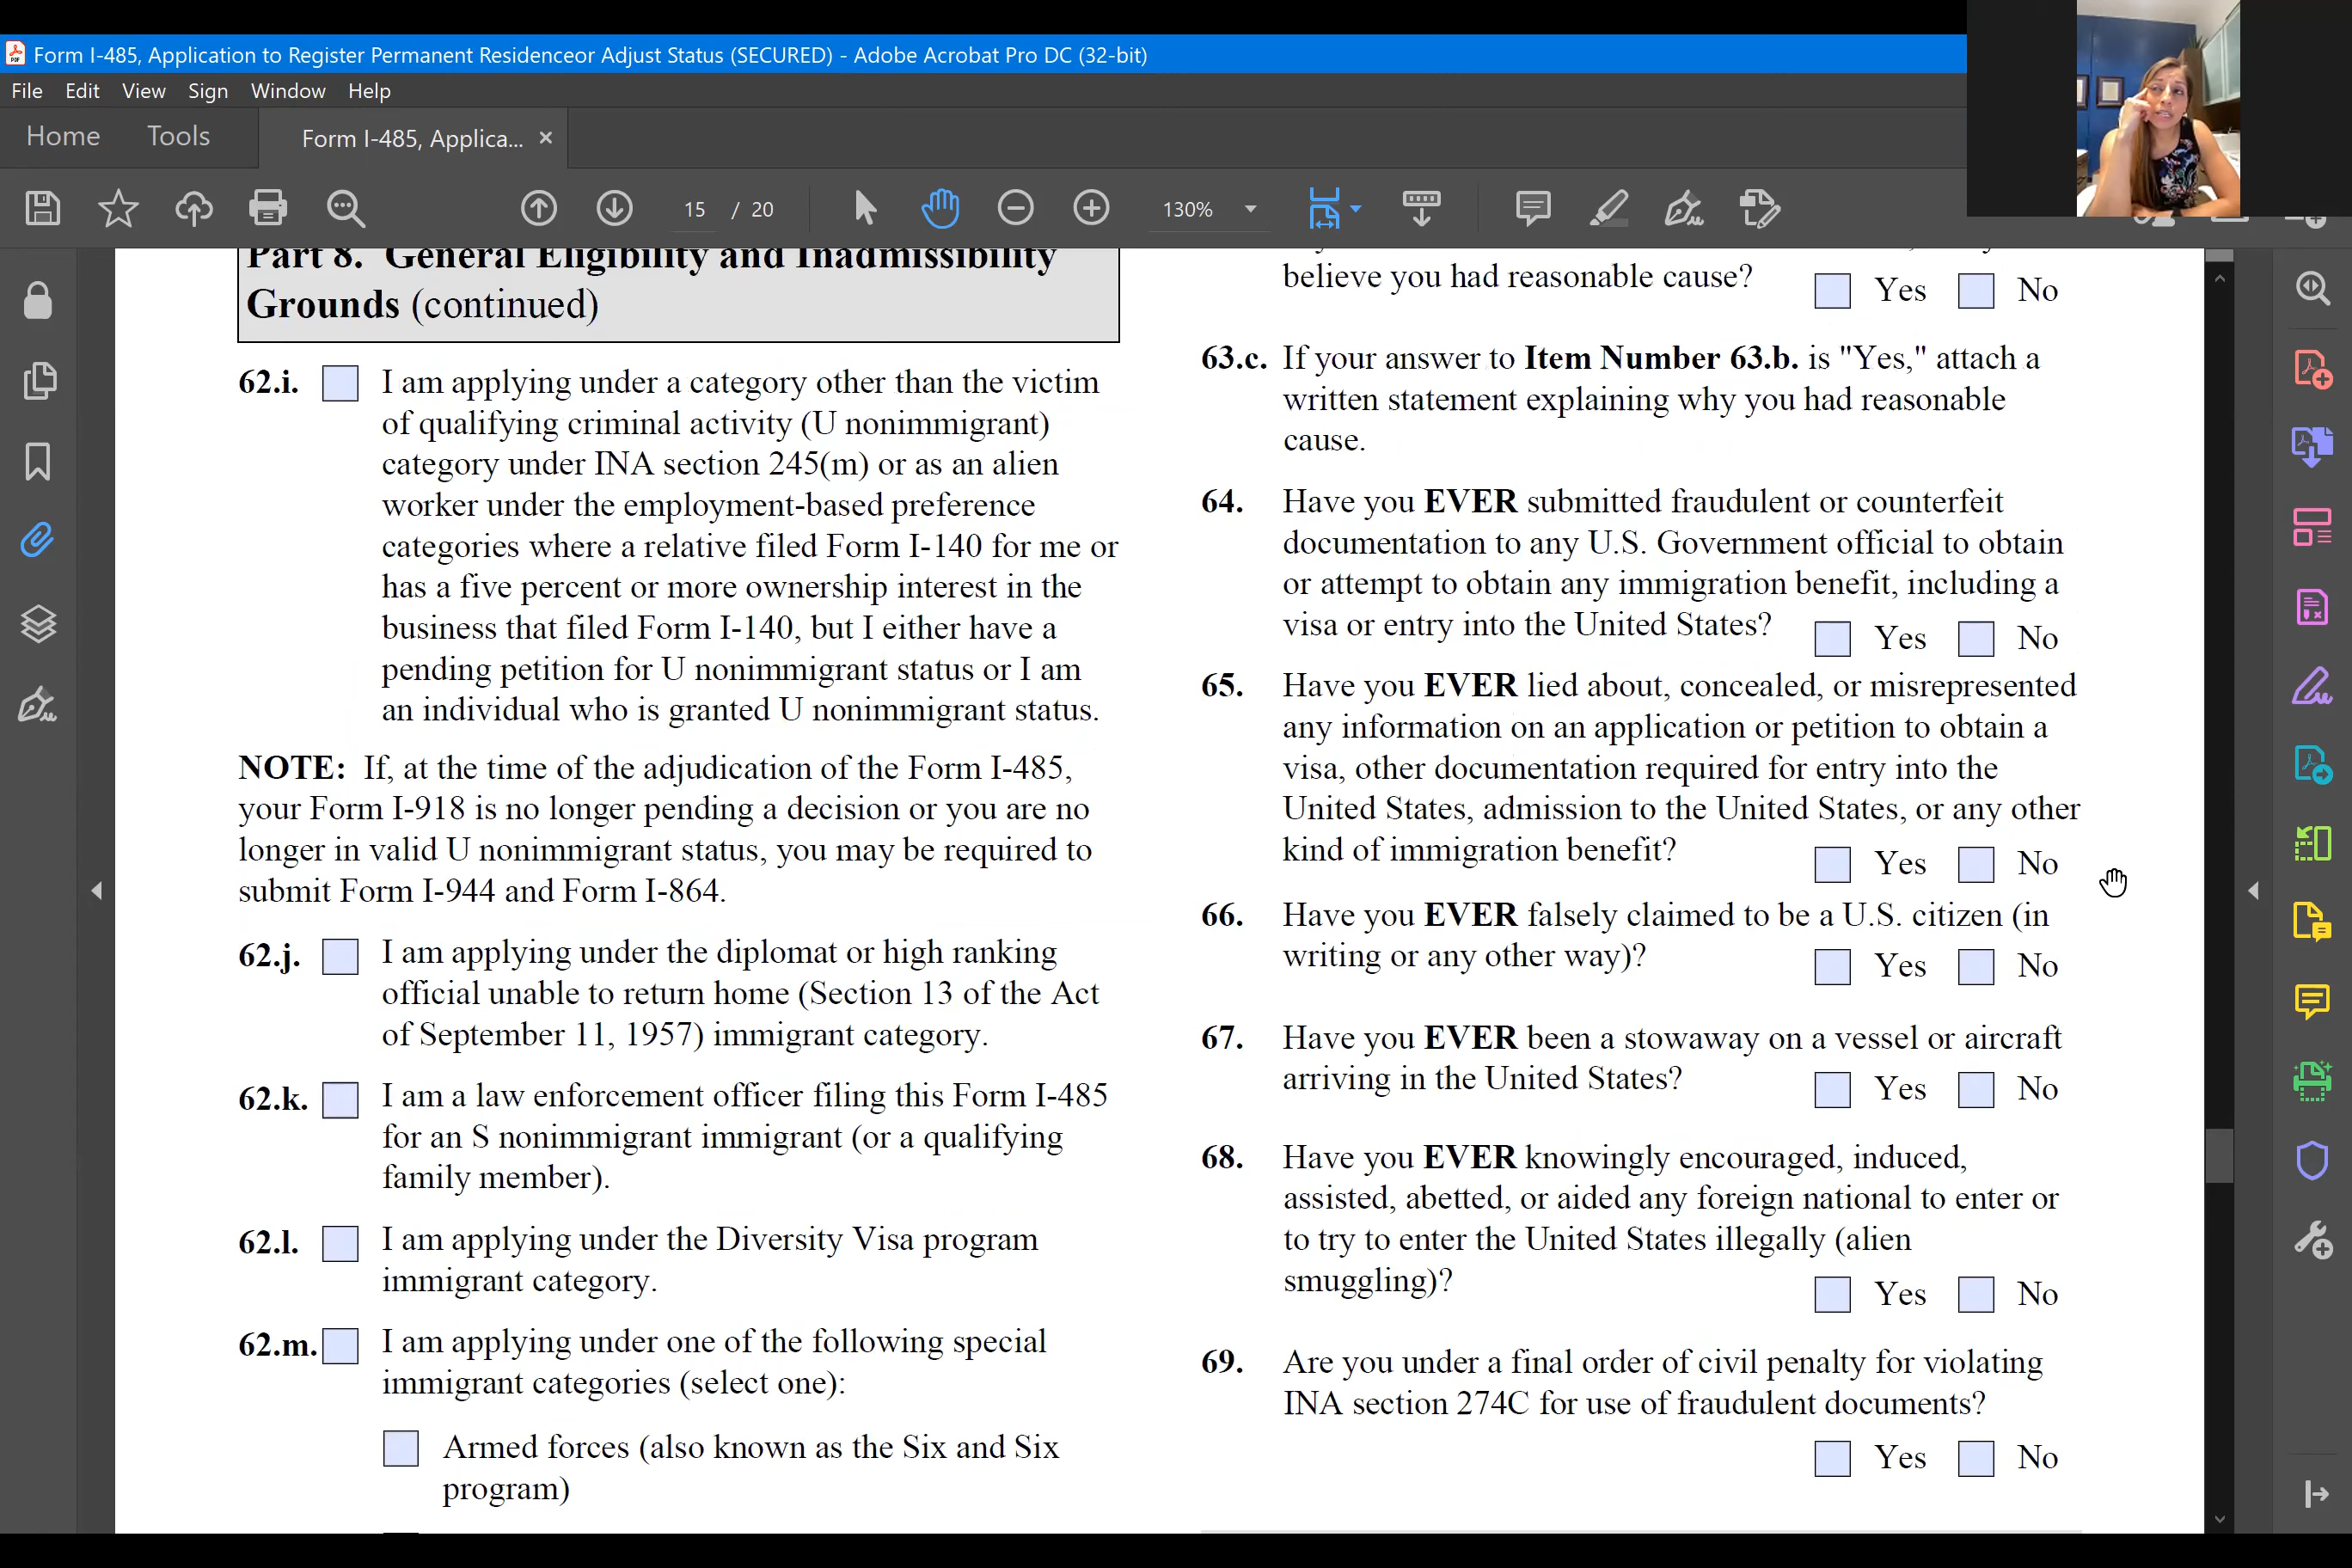 Form I-485, Application to Register Permanent Residenceor Adjust Status (SECURED) - Adobe Acrobat Pro DC (32-bit)
File Edit View Sign Window Help
Home Tools Form I-485, Applica... ×
15 / 20 130%
Part 8. General Eligibility and Inadmissibility
Grounds (continued)
62.i. I am applying under a category other than the victim
of qualifying criminal activity (U nonimmigrant)
category under INA section 245(m) or as an alien
worker under the employment-based preference
categories where a relative filed Form I-140 for me or
has a five percent or more ownership interest in the
business that filed Form I-140, but I either have a
pending petition for U nonimmigrant status or I am
an individual who is granted U nonimmigrant status.
NOTE: If, at the time of the adjudication of the Form I-485,
your Form I-918 is no longer pending a decision or you are no
longer in valid U nonimmigrant status, you may be required to
submit Form I-944 and Form I-864.
62.j. I am applying under the diplomat or high ranking
official unable to return home (Section 13 of the Act
of September 11, 1957) immigrant category.
62.k. I am a law enforcement officer filing this Form I-485
for an S nonimmigrant immigrant (or a qualifying
family member).
62.l. I am applying under the Diversity Visa program
immigrant category.
62.m. I am applying under one of the following special
immigrant categories (select one):
Armed forces (also known as the Six and Six
program)
believe you had reasonable cause? Yes No
63.c. If your answer to Item Number 63.b. is "Yes," attach a
written statement explaining why you had reasonable
cause.
64. Have you EVER submitted fraudulent or counterfeit
documentation to any U.S. Government official to obtain
or attempt to obtain any immigration benefit, including a
visa or entry into the United States? Yes No
65. Have you EVER lied about, concealed, or misrepresented
any information on an application or petition to obtain a
visa, other documentation required for entry into the
United States, admission to the United States, or any other
kind of immigration benefit? Yes No
66. Have you EVER falsely claimed to be a U.S. citizen (in
writing or any other way)? Yes No
67. Have you EVER been a stowaway on a vessel or aircraft
arriving in the United States? Yes No
68. Have you EVER knowingly encouraged, induced,
assisted, abetted, or aided any foreign national to enter or
to try to enter the United States illegally (alien
smuggling)? Yes No
69. Are you under a final order of civil penalty for violating
INA section 274C for use of fraudulent documents?
Yes No